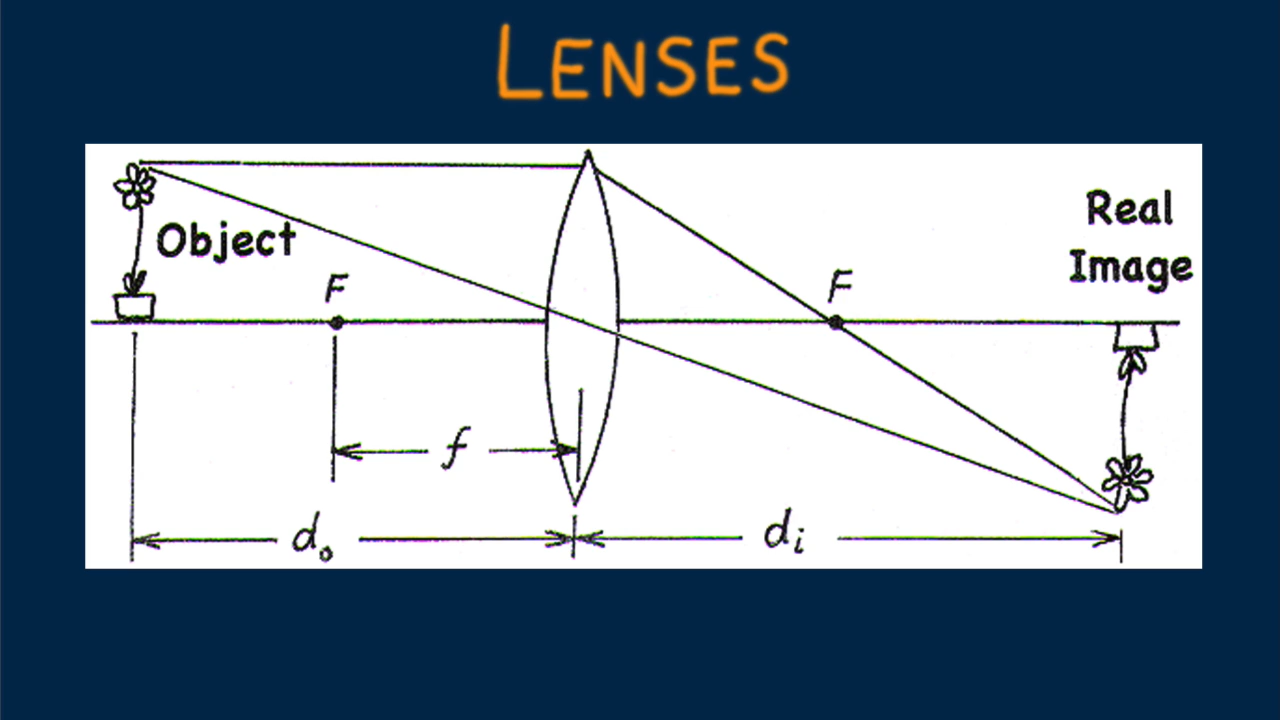 LENSES
Object
F
F
Real
Image
f
dₒ
dᵢ